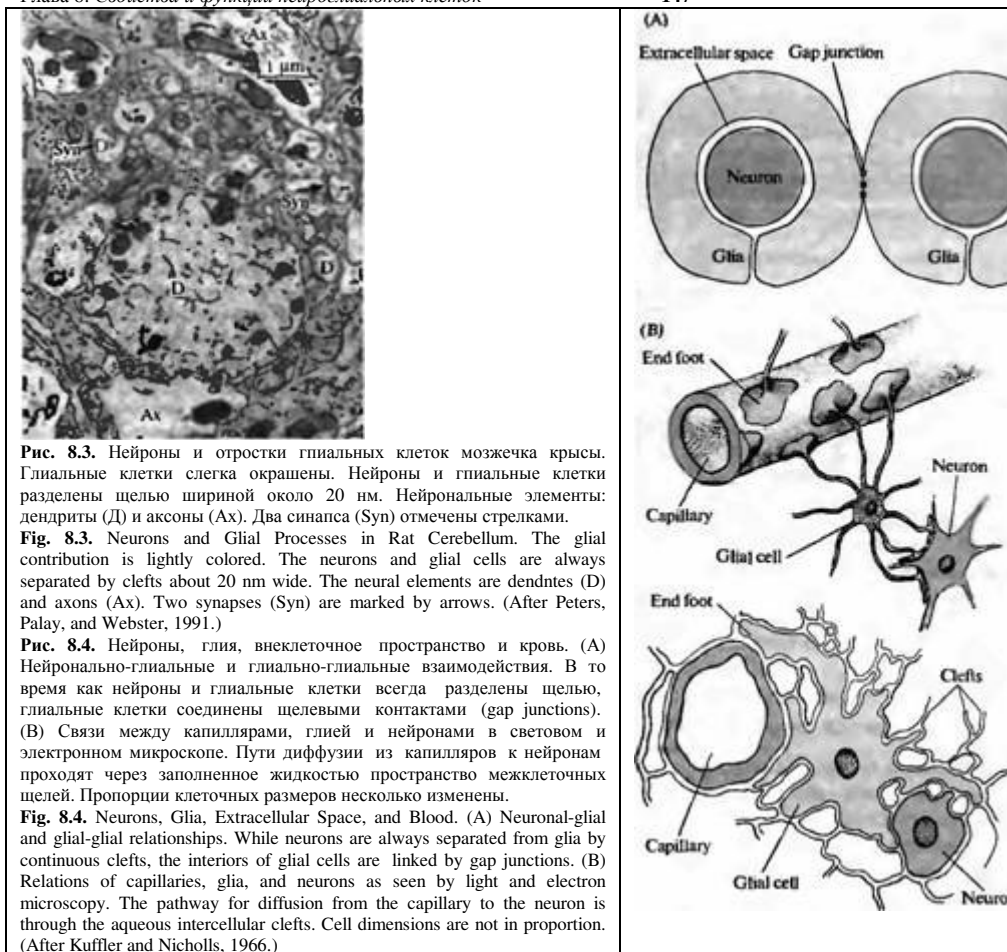 Глава 8. Свойства и функции нейроглиальных клеток
Ax
1 μm
Syn
D
Syn
D
D
Ax
Рис. 8.3. Нейроны и отростки гпиальных клеток мозжечка крысы.
Глиальные клетки слегка окрашены. Нейроны и гпиальные клетки
разделены щелью шириной около 20 нм. Нейрональные элементы:
дендриты (Д) и аксоны (Ах). Два синапса (Syn) отмечены стрелками.
Fig. 8.3. Neurons and Glial Processes in Rat Cerebellum. The glial
contribution is lightly colored. The neurons and glial cells are always
separated by clefts about 20 nm wide. The neural elements are dendntes (D)
and axons (Ax). Two synapses (Syn) are marked by arrows. (After Peters,
Palay, and Webster, 1991.)
Рис. 8.4. Нейроны, глия, внеклеточное пространство и кровь. (А)
Нейронально-глиальные и глиально-глиальные взаимодействия. В то
время как нейроны и глиальные клетки всегда разделены щелью,
глиальные клетки соединены щелевыми контактами (gap junctions).
(В) Связи между капиллярами, глией и нейронами в световом и
электронном микроскопе. Пути диффузии из капилляров к нейронам
проходят через заполненное жидкостью пространство межклеточных
щелей. Пропорции клеточных размеров несколько изменены.
Fig. 8.4. Neurons, Glia, Extracellular Space, and Blood. (A) Neuronal-glial
and glial-glial relationships. While neurons are always separated from glia by
continuous clefts, the interiors of glial cells are linked by gap junctions. (B)
Relations of capillaries, glia, and neurons as seen by light and electron
microscopy. The pathway for diffusion from the capillary to the neuron is
through the aqueous intercellular clefts. Cell dimensions are not in proportion.
(After Kuffler and Nicholls, 1966.)
(A)
Extracellular space
Gap junction
Neuron
Glia
Glia
(B)
End foot
Neuron
Capillary
Glial cell
End foot
Clefts
Capillary
Glial cell
Neuro